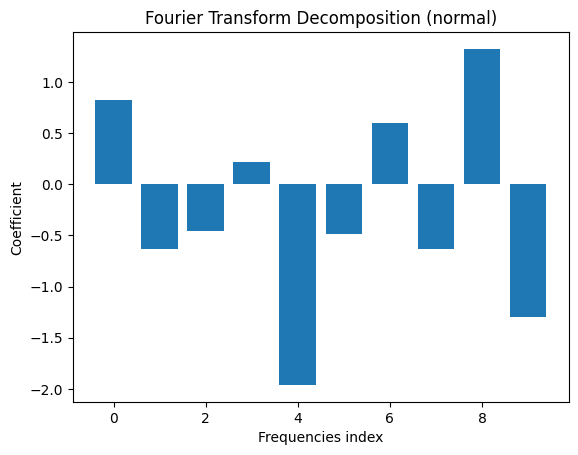 Fourier Transform Decomposition (normal)
Coefficient
1.0
0.5
0.0
−0.5
−1.0
−1.5
−2.0
0 2 4 6 8
Frequencies index